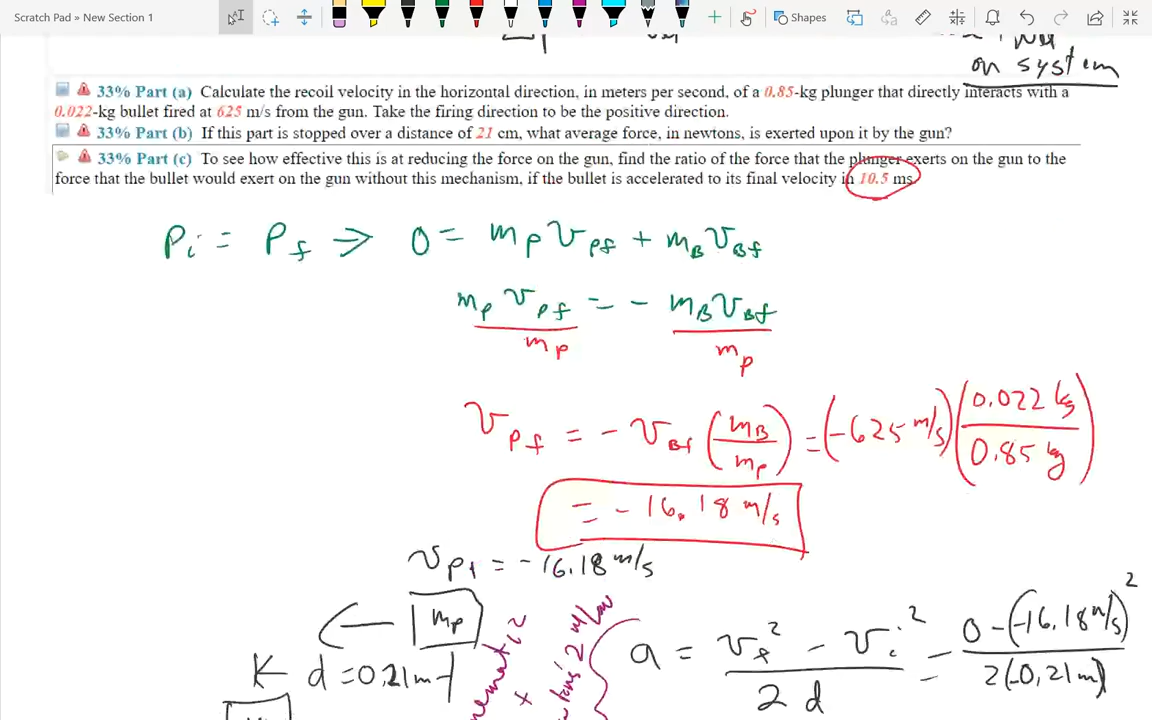 Scratch Pad » New Section 1
Shapes
on system
33% Part (a) Calculate the recoil velocity in the horizontal direction, in meters per second, of a 0.85-kg plunger that directly interacts with a
0.022-kg bullet fired at 625 m/s from the gun. Take the firing direction to be the positive direction.
33% Part (b) If this part is stopped over a distance of 21 cm, what average force, in newtons, is exerted upon it by the gun?
33% Part (c) To see how effective this is at reducing the force on the gun, find the ratio of the force that the plunger exerts on the gun to the
force that the bullet would exert on the gun without this mechanism, if the bullet is accelerated to its final velocity in 10.5 ms.
Pi = Pf ⇒ 0 = mP vPf + mB vBf
mP vPf / mP = - mB vBf / mP
vPf = - vBf (mB / mP) = (-625 m/s) (0.022 kg / 0.85 kg)
= - 16.18 m/s
vPi = -16.18 m/s
mP
d = 0.21m
a = vf² - vi² / 2 d = 0 - (-16.18 m/s)² / 2(-0.21m)